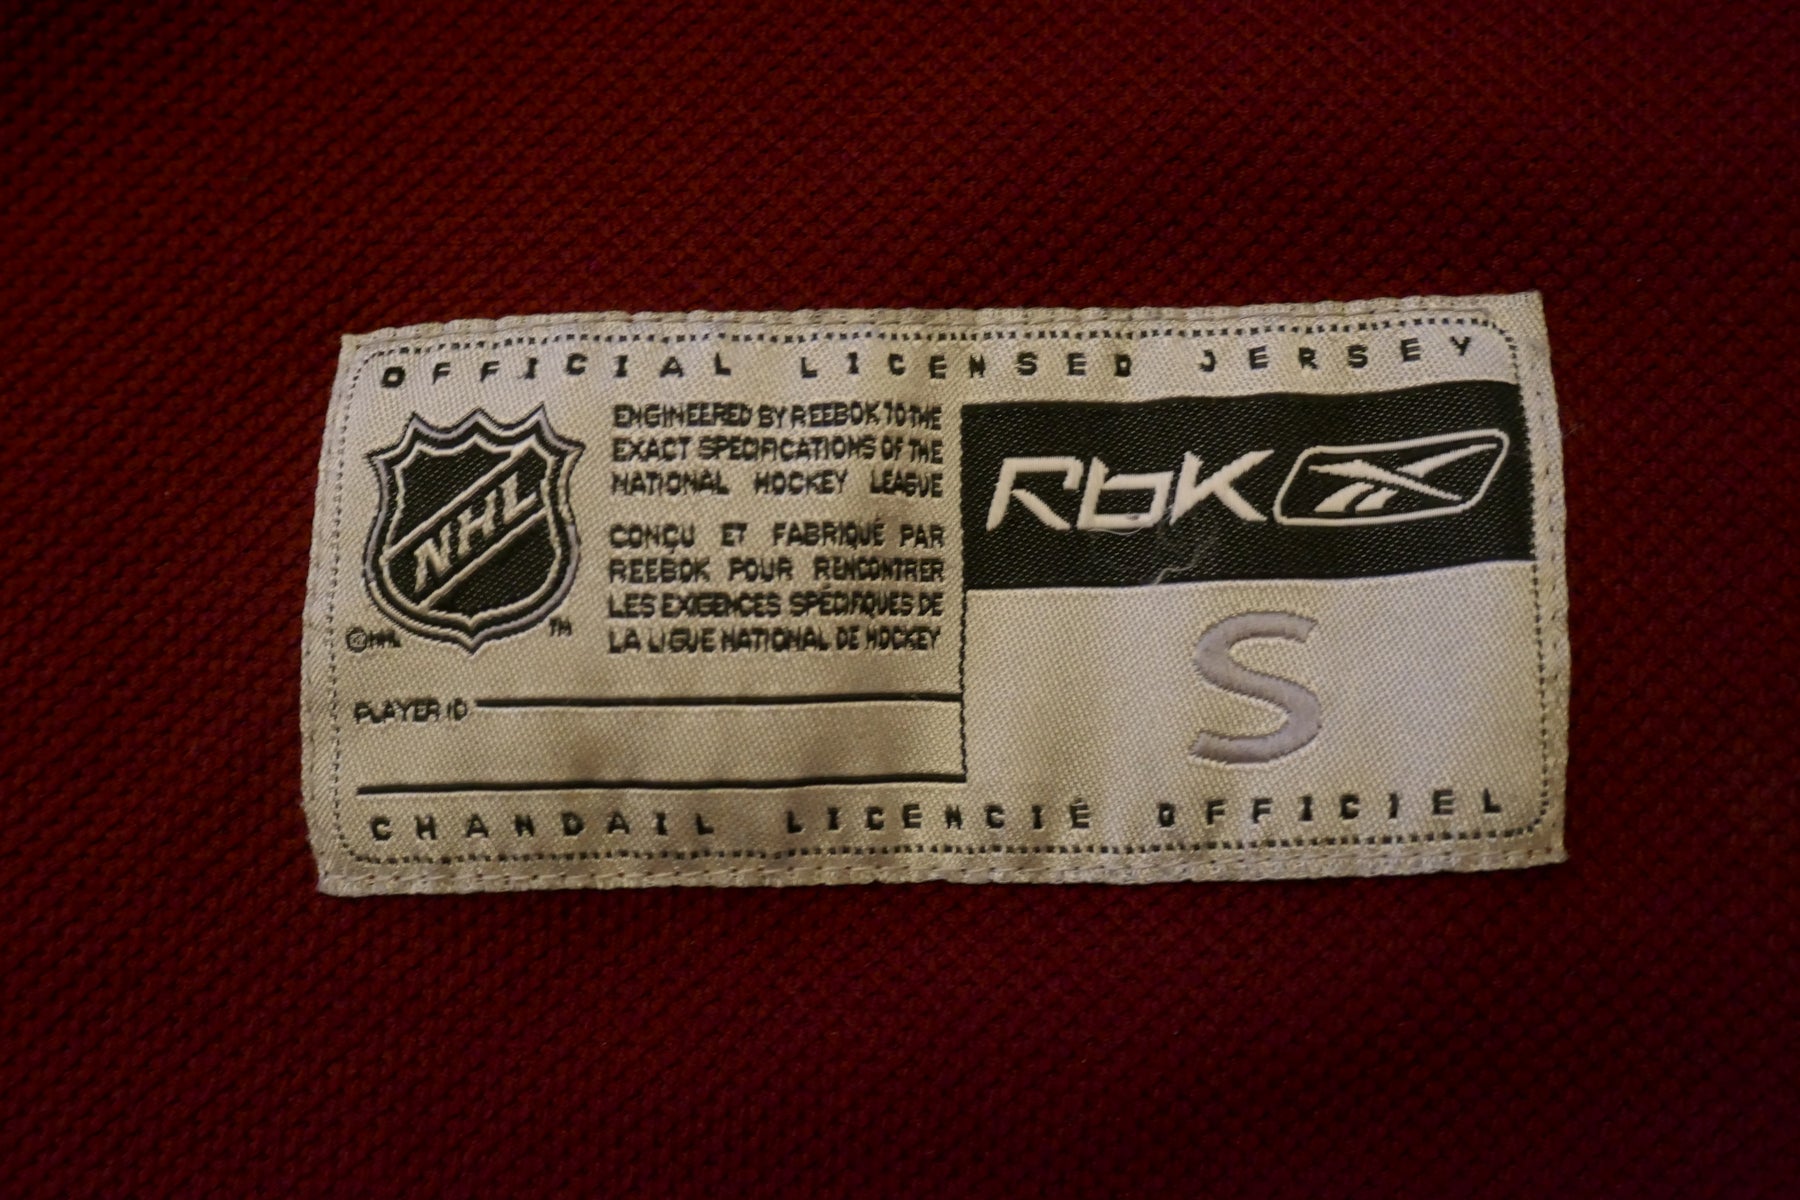 OFFICIAL LICENSED JERSEY
NHL
©NHL
TM
ENGINEERED BY REEBOK TO THE
EXACT SPECIFICATIONS OF THE
NATIONAL HOCKEY LEAGUE
CONÇU ET FABRIQUÉ PAR
REEBOK POUR RENCONTRER
LES EXIGENCES SPÉCIFIQUES DE
LA LIGUE NATIONAL DE HOCKEY
PLAYER ID
RbK
S
CHANDAIL LICENCIÉ OFFICIEL